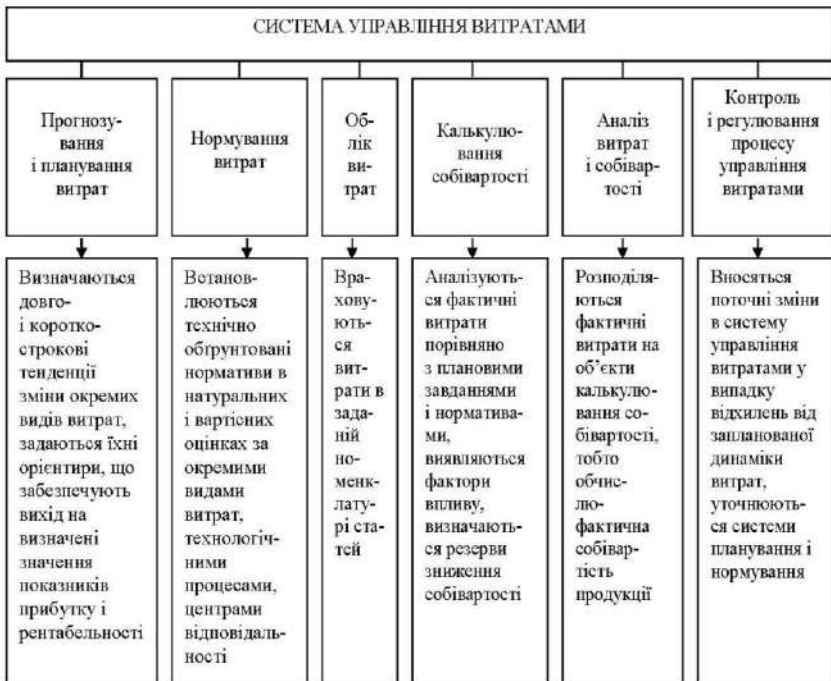 СИСТЕМА УПРАВЛІННЯ ВИТРАТАМИ
Прогнозу-
вання
і планування
витрат
Нормування
витрат
Об-
лік
ви-
трат
Калькулю-
вання
собівартості
Аналіз
витрат
і собівар-
тості
Контроль
і регулювання
процесу
управління
витратами
Визначаються
довго-
і коротко-
строкові
тенденції
зміни окремих
видів витрат,
задаються їхні
орієнтири, що
забезпечують
вихід на
визначені
значення
показників
прибутку і
рентабельності
Встанов-
люються
технічно
обґрунтовані
нормативи в
натуральних
і вартісних
оцінках за
окремими
видами
витрат,
технологіч-
ними
процесами,
центрами
відповідаль-
ності
Вра-
ховую-
ють-
ся
вит-
рати в
зада-
ній
но-
менк-
лату-
рі ста-
тей
Аналізують-
ся фактичні
витрати
порівняно
з плановими
завданнями
і норматива-
ми,
виявляються
фактори
впливу,
визначають-
ся резерви
зниження
собівартості
Розподіля-
ються
фактичні
витрати на
об’єкти
калькулю-
вання со-
бівартості,
тобто
обчис-
лю-
фактична
собівар-
тість
продукції
Вносяться
поточні зміни
в систему
управління
витратами у
випадку
відхилень від
запланованої
динаміки
витрат,
уточнюють-
ся системи
планування і
нормування